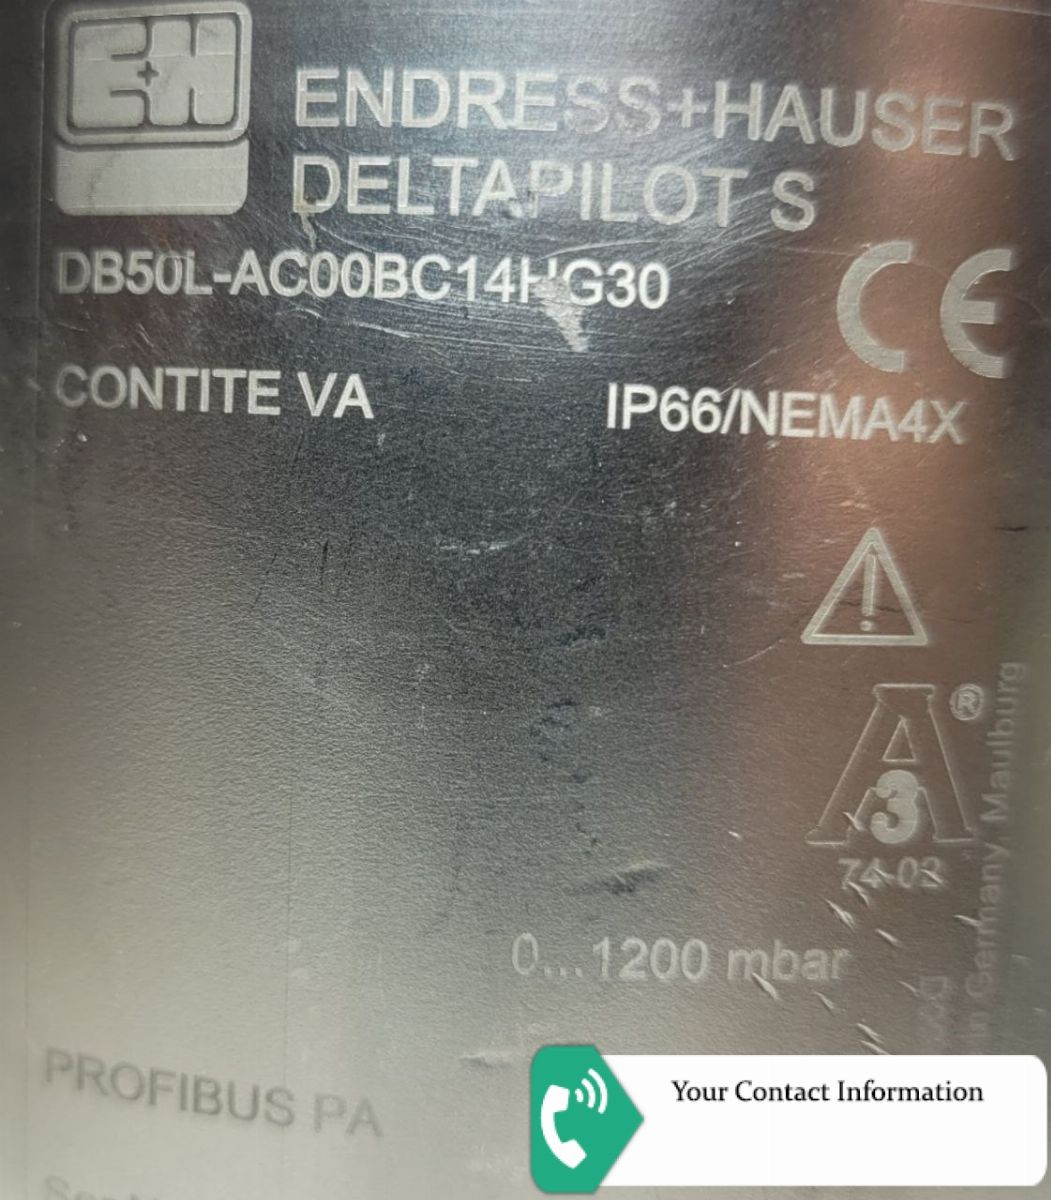 E+H
ENDRESS+HAUSER
DELTAPILOT S
DB50L-AC00BC14HG30
CONTITE VA
IP66/NEMA4X
A
3
®
74-03
in Germany, Maulburg
0...1200 mbar
PROFIBUS PA
Your Contact Information